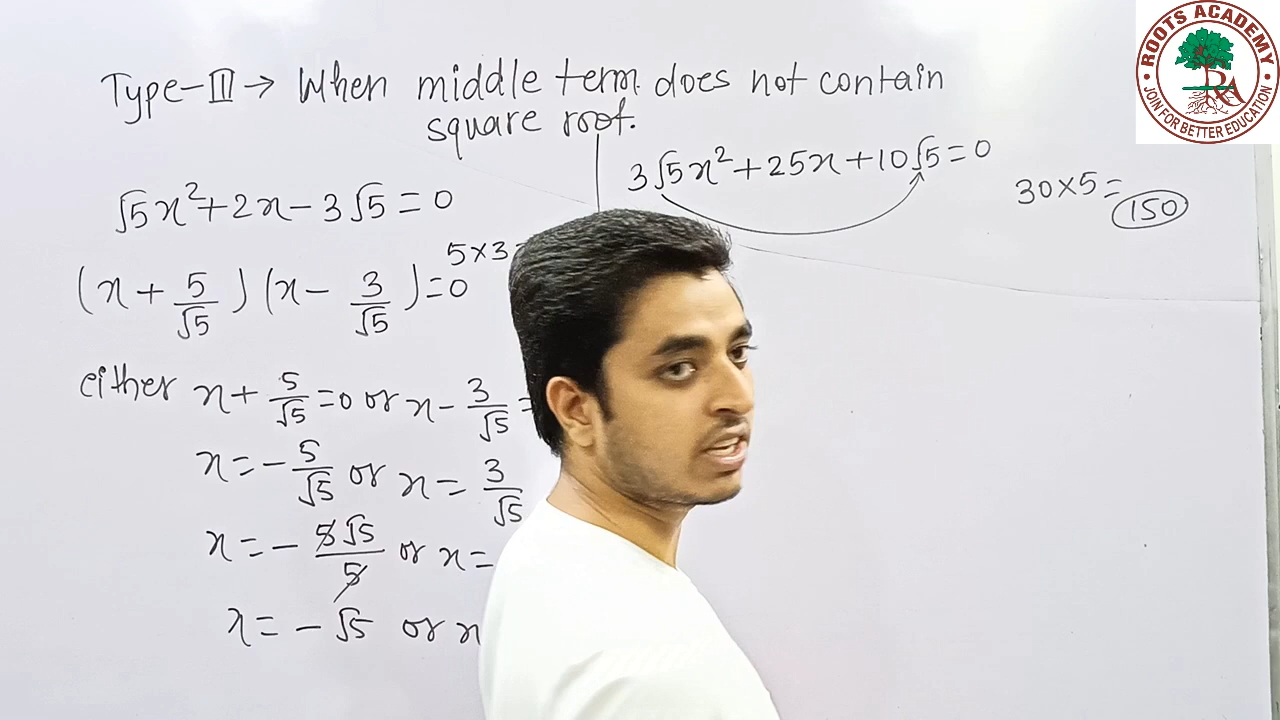 Type-III → When middle term does not contain
square root.
√5x²+2x-3√5=0
5×3=
(x + 5/√5)(x - 3/√5)=0
either x + 5/√5 =0 or x - 3/√5 =
x = - 5/√5 or x = 3/√5
x = - 5√5/5 or x =
x = -√5 or x
3√5x²+25x+10√5=0
30×5=
150
ROOTS ACADEMY
RA
JOIN FOR BETTER EDUCATION